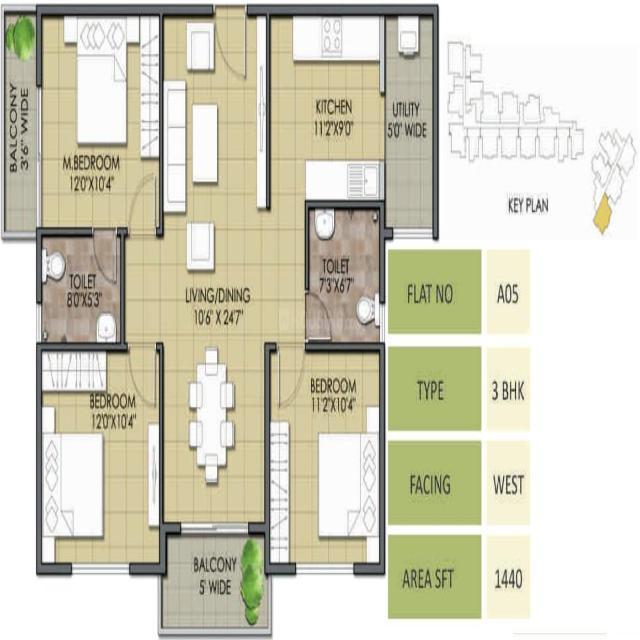 BALCONY
3'6" WIDE
M.BEDROOM
12'0"X10'4"
KITCHEN
11'2"X9'0"
UTILITY
5'0" WIDE
KEY PLAN
TOILET
8'0"X5'3"
LIVING/DINING
10'6" X 24'7"
TOILET
7'3"X6'7"
BEDROOM
12'0"X10'4"
BEDROOM
11'2"X10'4"
BALCONY
5' WIDE
FLAT NO A05
TYPE 3 BHK
FACING WEST
AREA SFT 1440